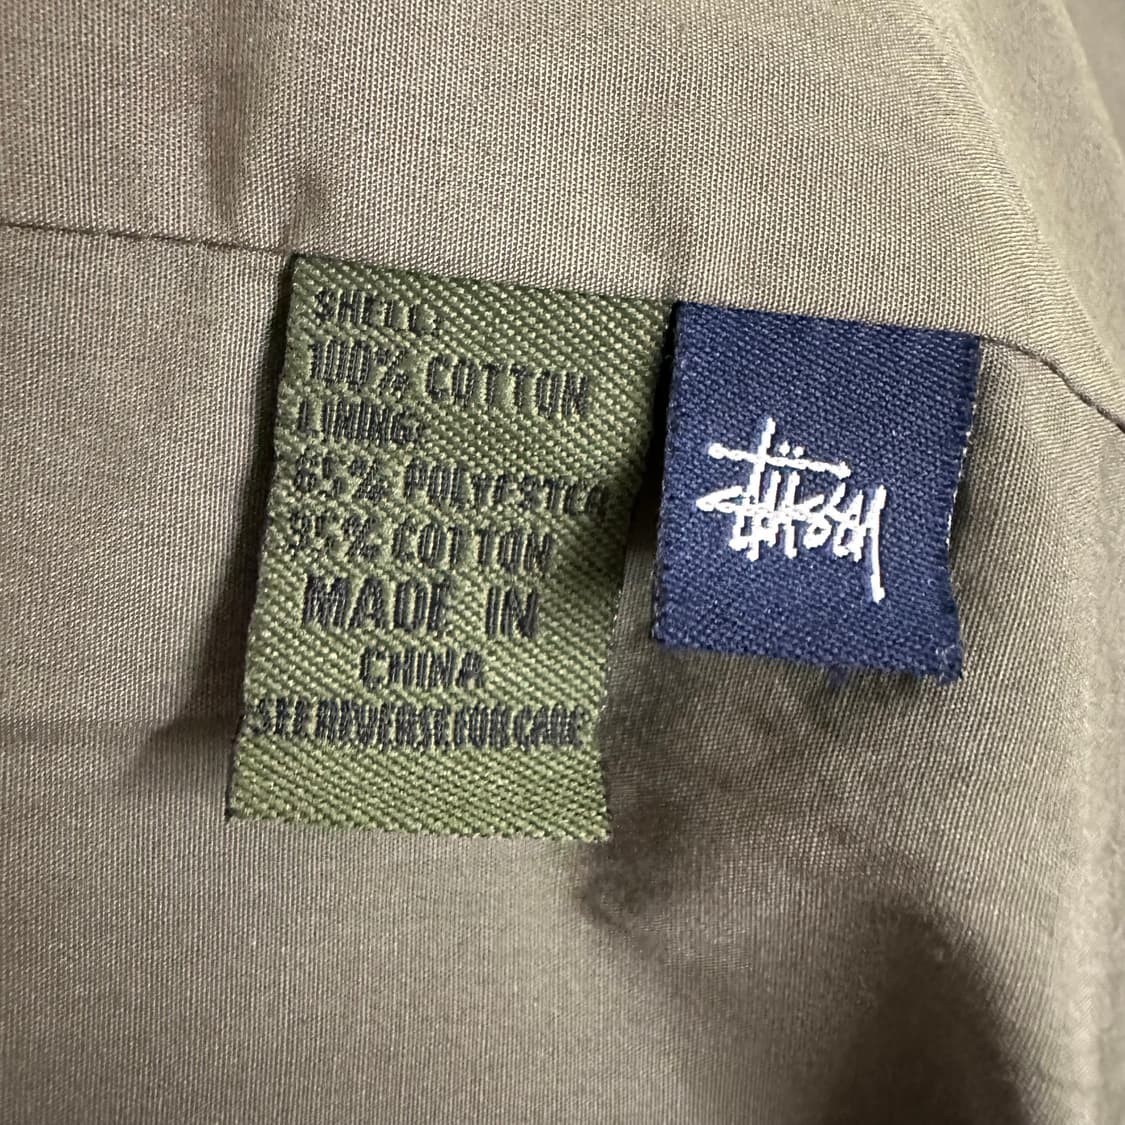 SHELL:
100% COTTON
LINING:
65% POLYESTER
35% COTTON
MADE IN
CHINA
SEE REVERSE FOR CARE
Stüssy